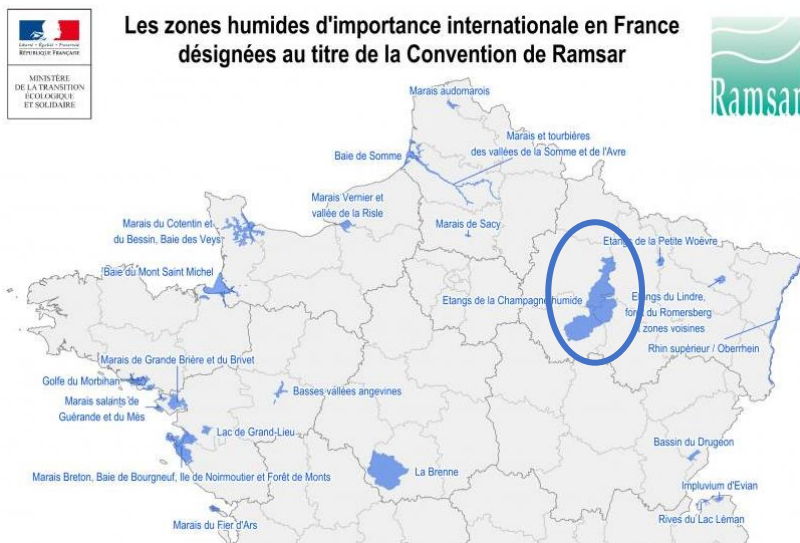 Les zones humides d'importance internationale en France
désignées au titre de la Convention de Ramsar
Liberté • Égalité • Fraternité
RÉPUBLIQUE FRANÇAISE
MINISTÈRE
DE LA TRANSITION
ÉCOLOGIQUE
ET SOLIDAIRE
Ramsar
Marais audomarois
Marais et tourbières
des vallées de la Somme et de l'Avre
Baie de Somme
Marais Vernier et
vallée de la Risle
Marais de Sacy
Marais du Cotentin et
du Bessin, Baie des Veys
Baie du Mont Saint Michel
Etangs de la Petite Woëvre
Etangs de la Champagne humide
Etangs du Lindre,
forêt du Romersberg
et zones voisines
Rhin supérieur / Oberrhein
Marais de Grande Brière et du Brivet
Golfe du Morbihan
Marais salants de
Guérande et du Mès
Basses vallées angevines
Lac de Grand-Lieu
Marais Breton, Baie de Bourgneuf, Ile de Noirmoutier et Forêt de Monts
La Brenne
Bassin du Drugeon
Impluvium d'Evian
Rives du Lac Léman
Marais du Fier d'Ars